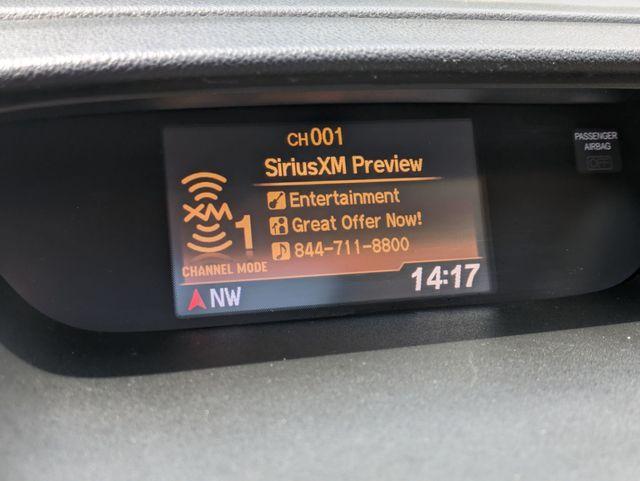 CH001
SiriusXM Preview
Entertainment
Great Offer Now!
844-711-8800
XM
1
CHANNEL MODE
NW
14:17
PASSENGER
AIRBAG
OFF